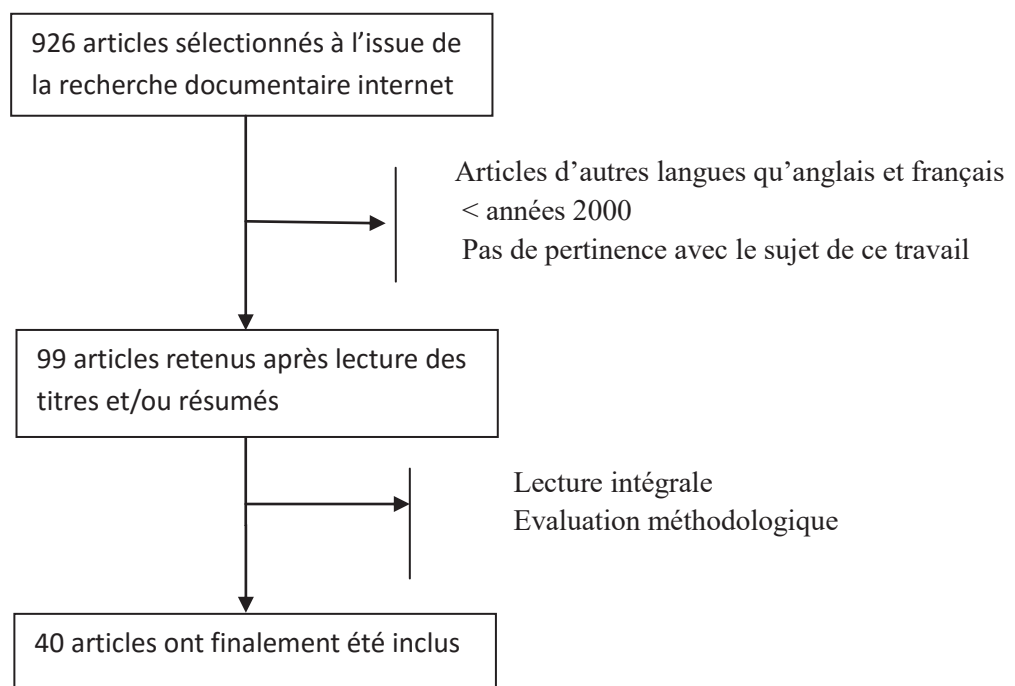 926 articles sélectionnés à l’issue de
la recherche documentaire internet
Articles d’autres langues qu’anglais et français
< années 2000
Pas de pertinence avec le sujet de ce travail
99 articles retenus après lecture des
titres et/ou résumés
Lecture intégrale
Evaluation méthodologique
40 articles ont finalement été inclus